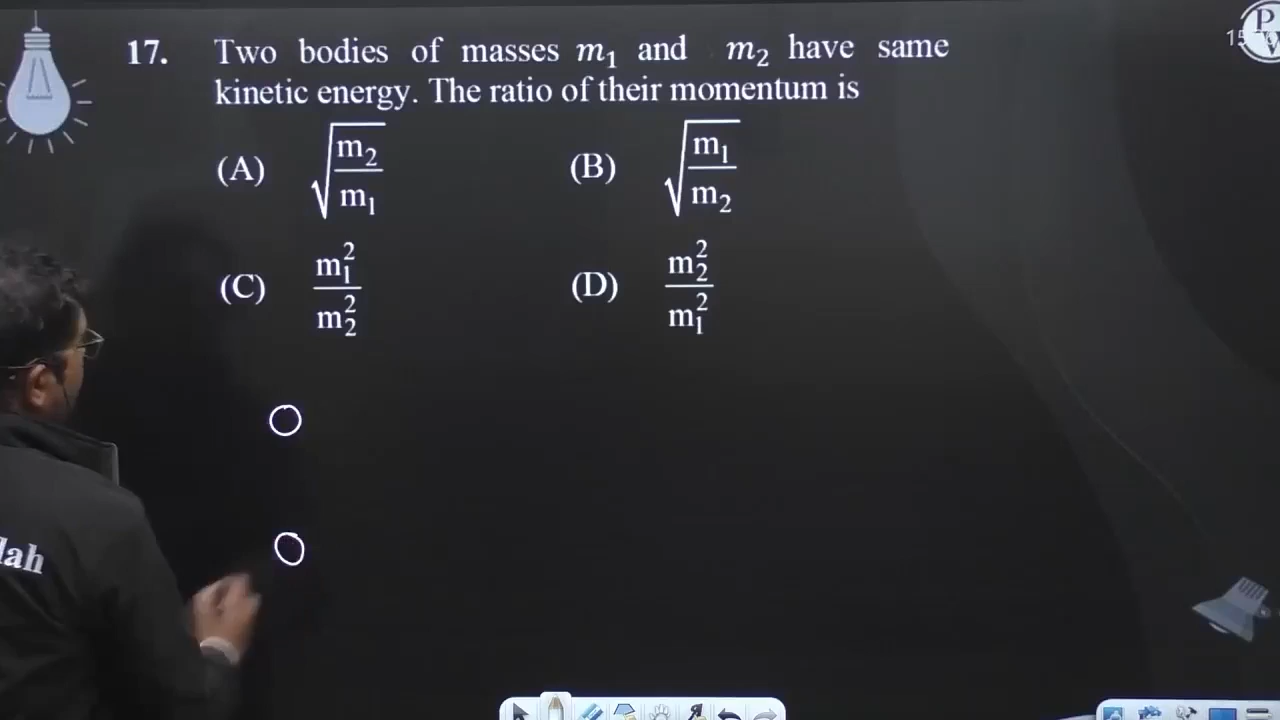 17. Two bodies of masses m₁ and m₂ have same
kinetic energy. The ratio of their momentum is
(A) √(m₂/m₁) (B) √(m₁/m₂)
(C) m₁²/m₂² (D) m₂²/m₁²
lah
P
W